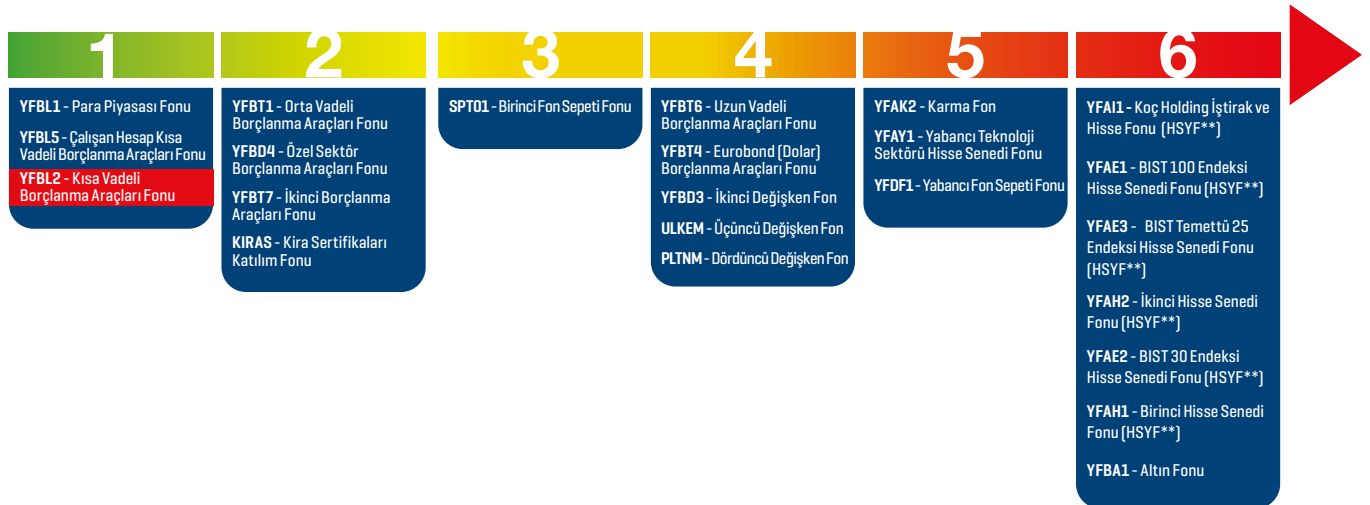 1
YFBL1 - Para Piyasası Fonu
YFBL5 - Çalışan Hesap Kısa
Vadeli Borçlanma Araçları Fonu
YFBL2 - Kısa Vadeli
Borçlanma Araçları Fonu
2
YFBT1 - Orta Vadeli
Borçlanma Araçları Fonu
YFBD4 - Özel Sektör
Borçlanma Araçları Fonu
YFBT7 - İkinci Borçlanma
Araçları Fonu
KIRAS - Kira Sertifikaları
Katılım Fonu
3
SPT01 - Birinci Fon Sepeti Fonu
4
YFBT6 - Uzun Vadeli
Borçlanma Araçları Fonu
YFBT4 - Eurobond (Dolar)
Borçlanma Araçları Fonu
YFBD3 - İkinci Değişken Fon
ULKEM - Üçüncü Değişken Fon
PLTNM - Dördüncü Değişken Fon
5
YFAK2 - Karma Fon
YFAY1 - Yabancı Teknoloji
Sektörü Hisse Senedi Fonu
YFDF1 - Yabancı Fon Sepeti Fonu
6
YFAI1 - Koç Holding İştirak ve
Hisse Fonu (HSYF**)
YFAE1 - BIST 100 Endeksi
Hisse Senedi Fonu (HSYF**)
YFAE3 - BIST Temettü 25
Endeksi Hisse Senedi Fonu
(HSYF**)
YFAH2 - İkinci Hisse Senedi
Fonu (HSYF**)
YFAE2 - BIST 30 Endeksi
Hisse Senedi Fonu (HSYF**)
YFAH1 - Birinci Hisse Senedi
Fonu (HSYF**)
YFBA1 - Altın Fonu